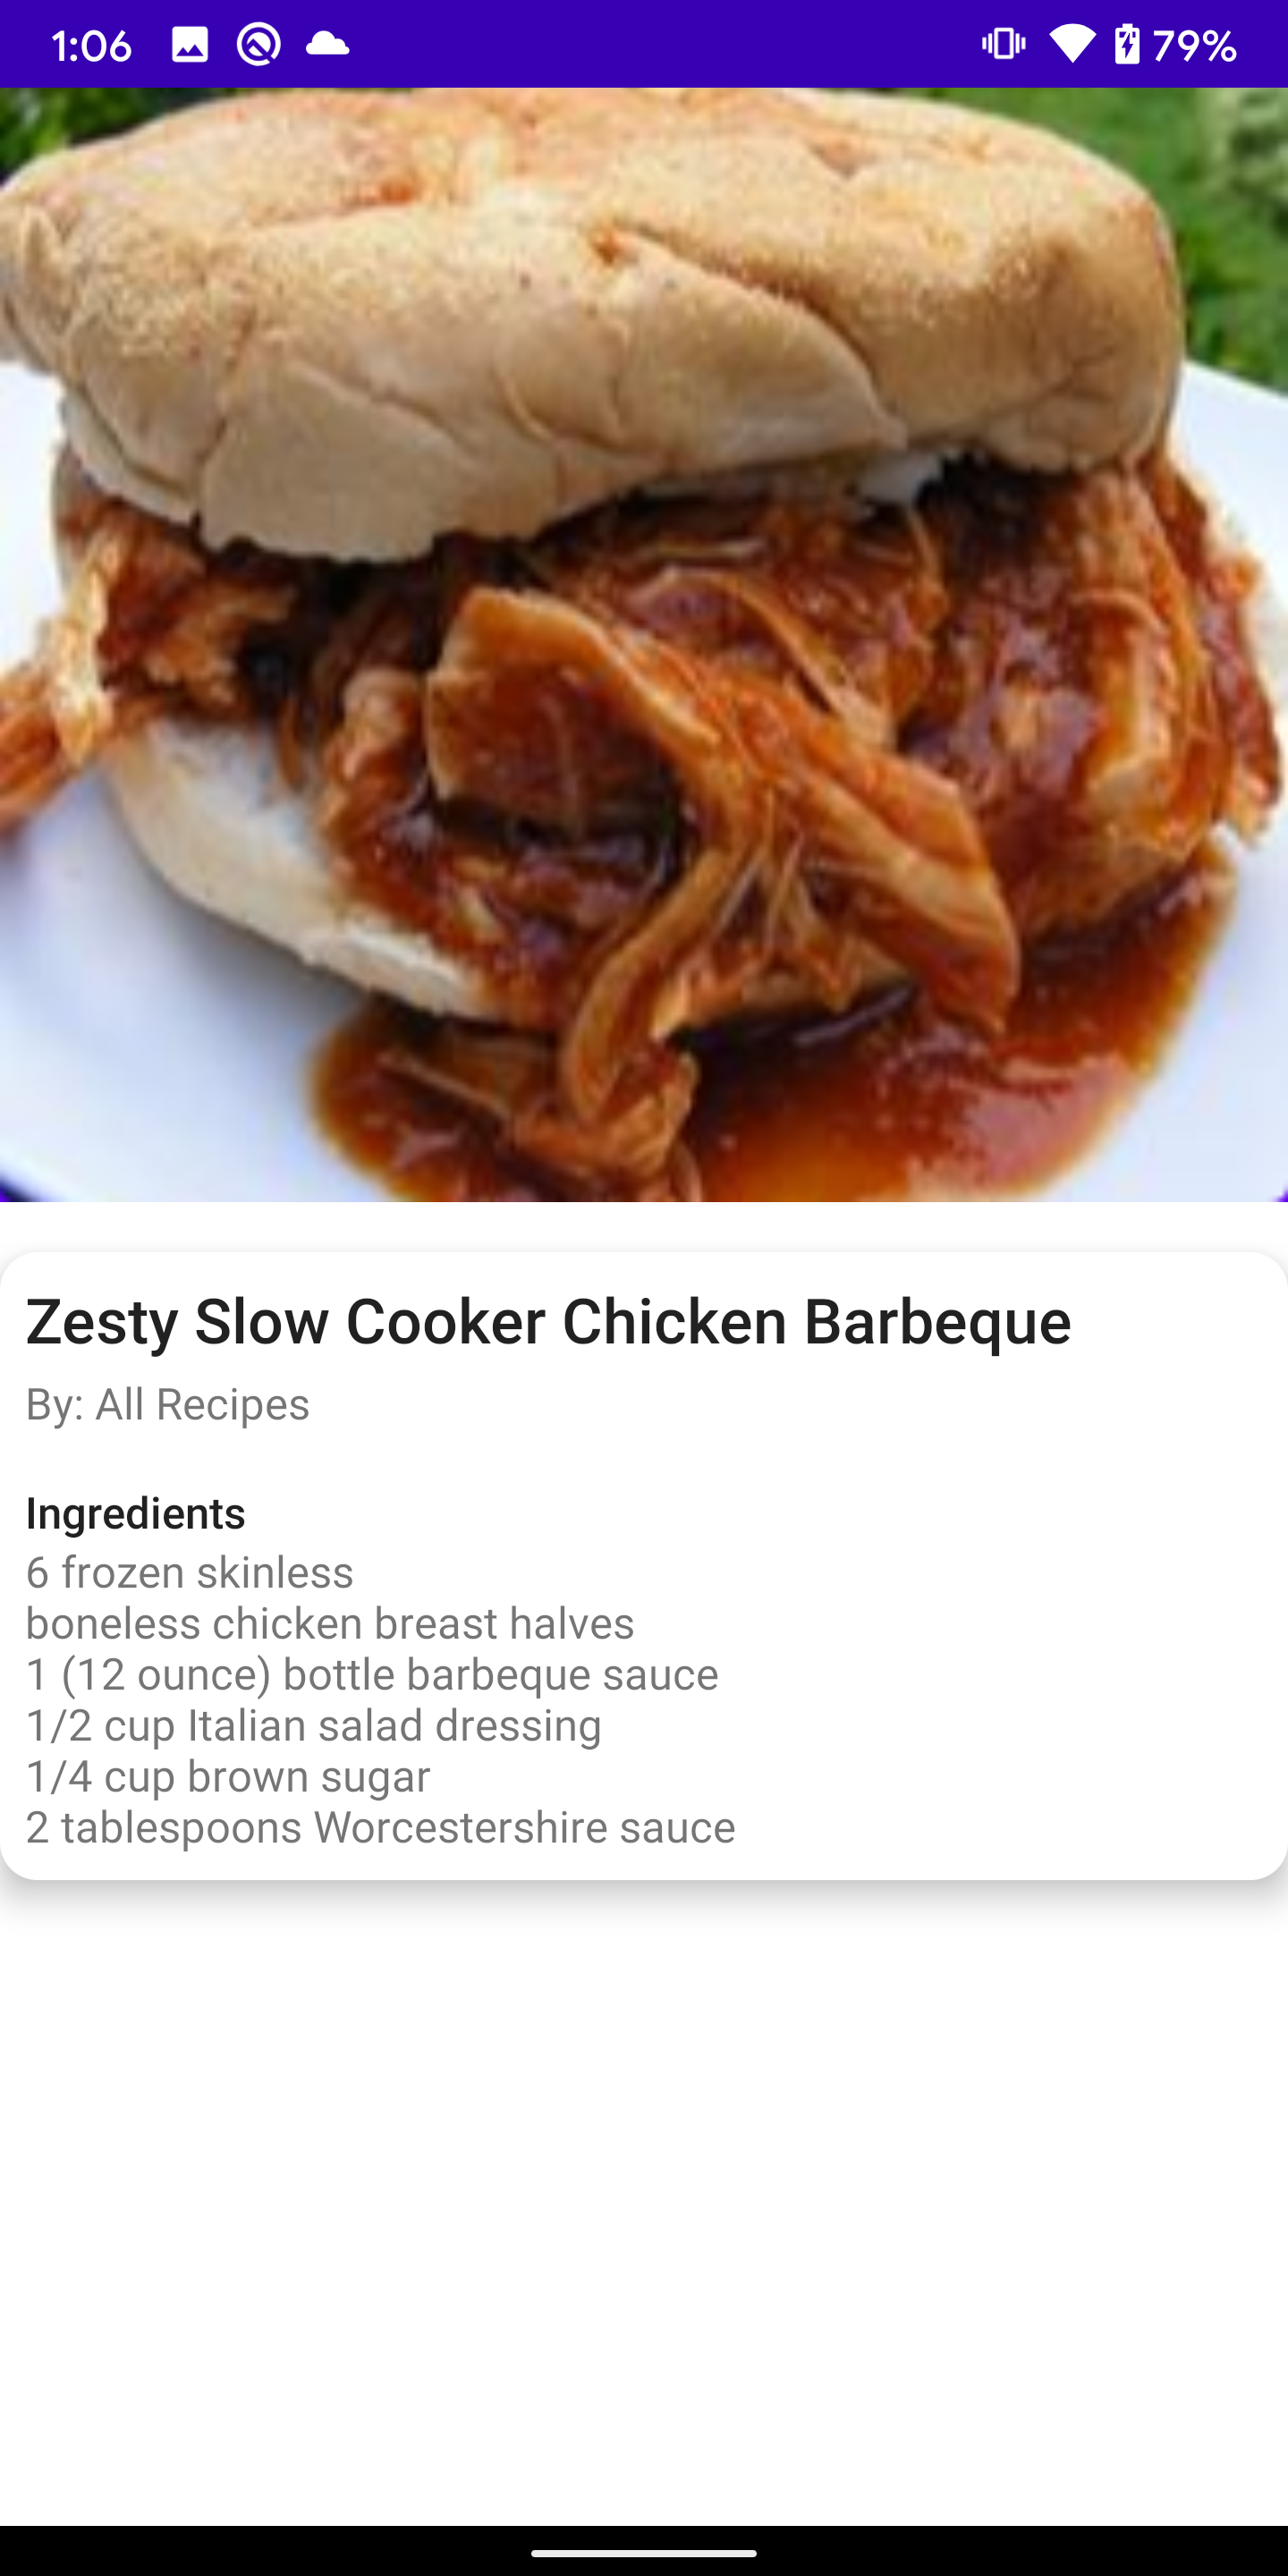 1:06
79%
Zesty Slow Cooker Chicken Barbeque
By: All Recipes
Ingredients
6 frozen skinless
boneless chicken breast halves
1 (12 ounce) bottle barbeque sauce
1/2 cup Italian salad dressing
1/4 cup brown sugar
2 tablespoons Worcestershire sauce